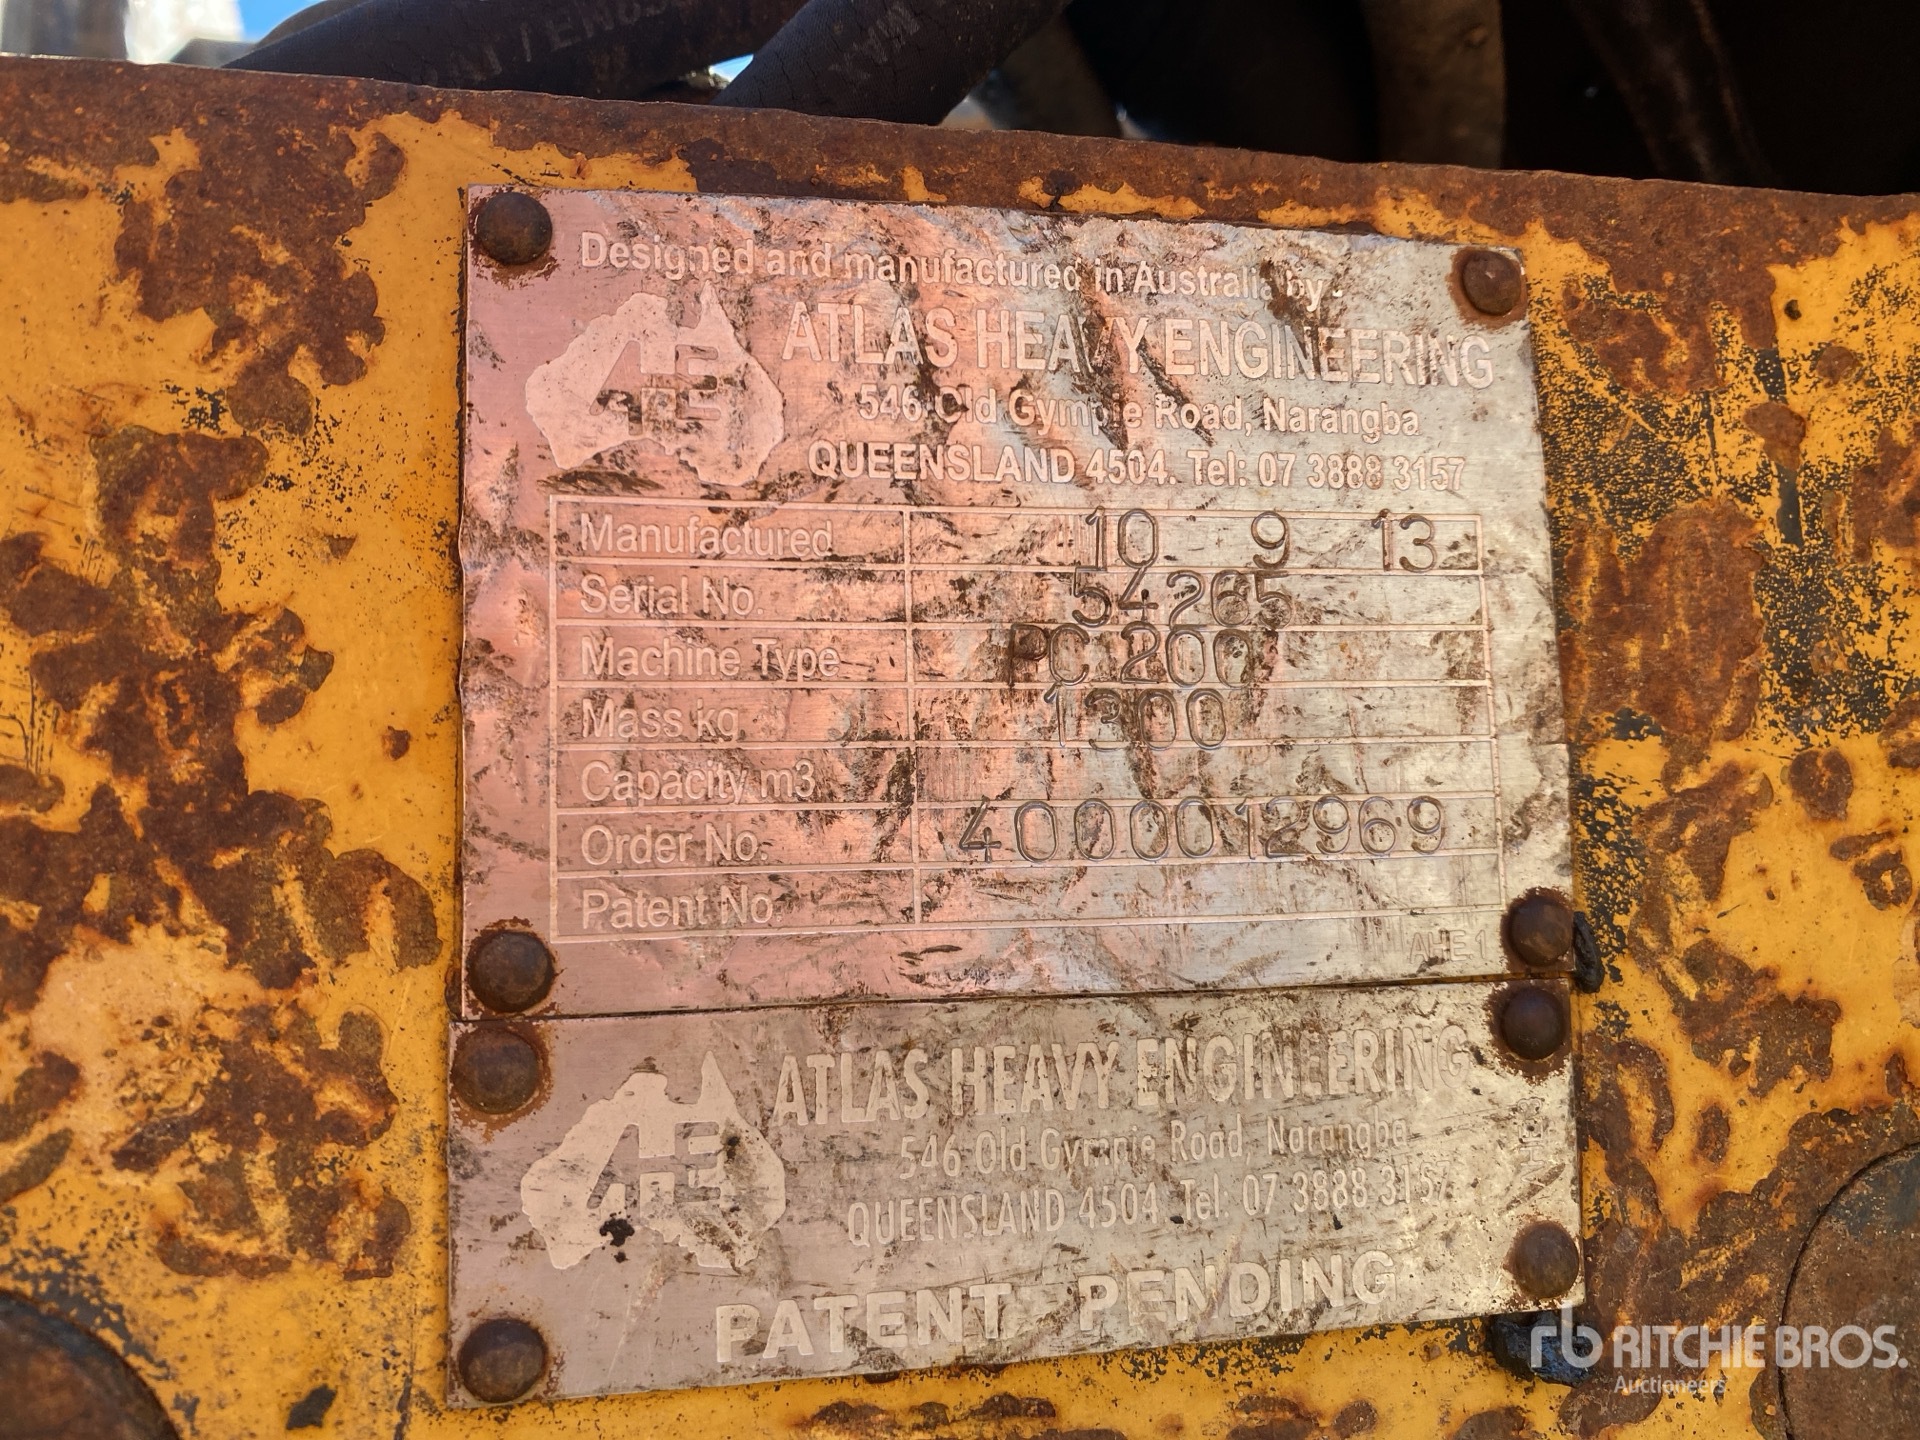 Designed and manufactured in Australia by -
ATLAS HEAVY ENGINEERING
546 Old Gympie Road, Narangba
QUEENSLAND 4504. Tel: 07 3888 3157
Manufactured 10 9 13
Serial No. 54265
Machine Type PC 200
Mass kg 1300
Capacity m3
Order No. 4000012969
Patent No.
AHE 1
ATLAS HEAVY ENGINEERING
546 Old Gympie Road, Narangba
QUEENSLAND 4504. Tel: 07 3888 3157
PATENT PENDING
rb RITCHIE BROS.
Auctioneers